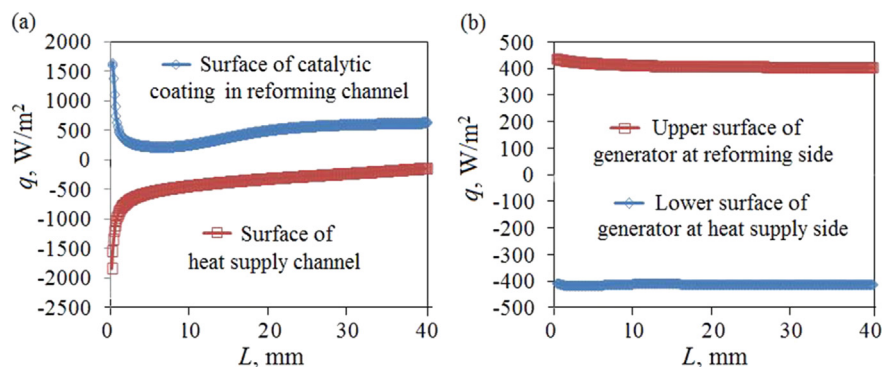 (a)
2000
1500
1000
500
0
-500
-1000
-1500
-2000
-2500
q, W/m²
Surface of catalytic
coating in reforming channel
Surface of
heat supply channel
0 10 20 30 40
L, mm
(b)
500
400
300
200
100
0
-100
-200
-300
-400
-500
q, W/m²
Upper surface of
generator at reforming side
Lower surface of
generator at heat supply side
0 10 20 30 40
L, mm